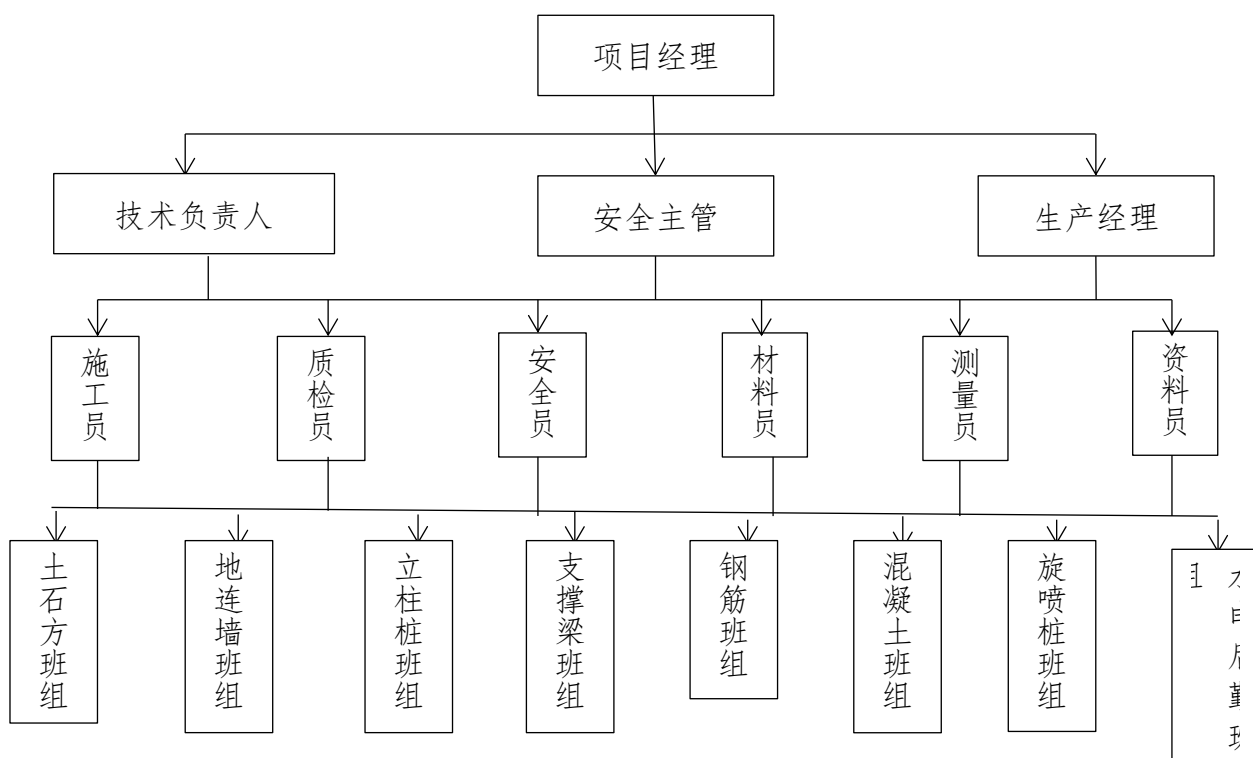 项目经理
技术负责人
安全主管
生产经理
施工员
质检员
安全员
材料员
测量员
资料员
土石方班组
地连墙班组
立柱桩班组
支撑梁班组
钢筋班组
混凝土班组
旋喷桩班组
勤